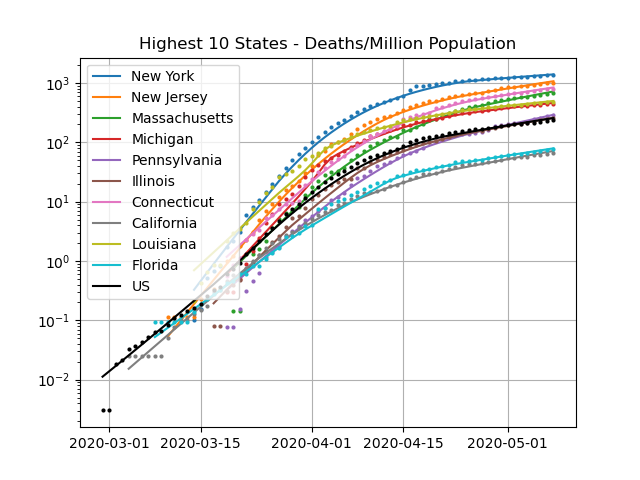 Highest 10 States - Deaths/Million Population
10³
10²
10¹
10⁰
10⁻¹
10⁻²
New York
New Jersey
Massachusetts
Michigan
Pennsylvania
Illinois
Connecticut
California
Louisiana
Florida
US
2020-03-01 2020-03-15 2020-04-01 2020-04-15 2020-05-01